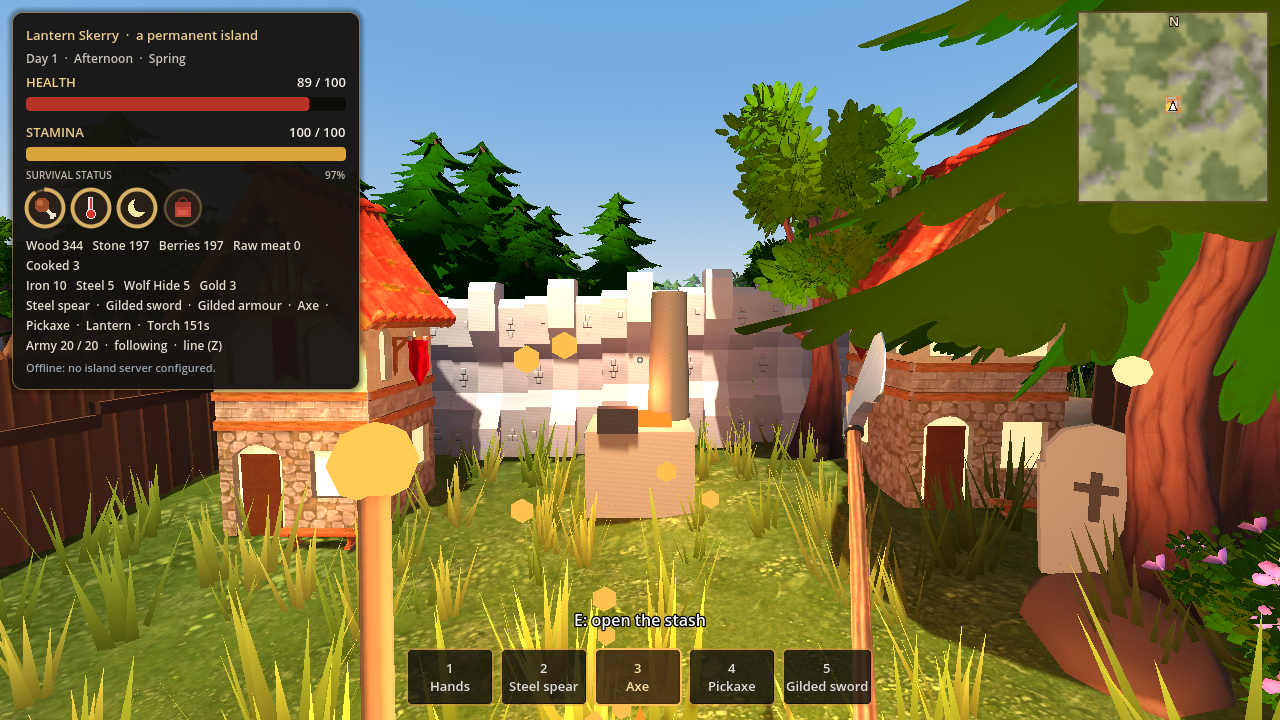 Lantern Skerry · a permanent island
Day 1 · Afternoon · Spring
HEALTH 89 / 100
STAMINA 100 / 100
SURVIVAL STATUS 97%
Wood 344 Stone 197 Berries 197 Raw meat 0
Cooked 3
Iron 10 Steel 5 Wolf Hide 5 Gold 3
Steel spear · Gilded sword · Gilded armour · Axe ·
Pickaxe · Lantern · Torch 151s
Army 20 / 20 · following · line (Z)
Offline: no island server configured.
N
E: open the stash
1 2 3 4 5
Hands Steel spear Axe Pickaxe Gilded sword